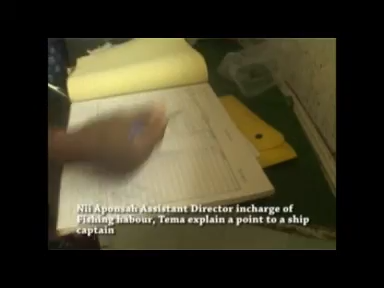 Nii Aponsah Assistant Director incharge of
Fishing habour, Tema explain a point to a ship
captain